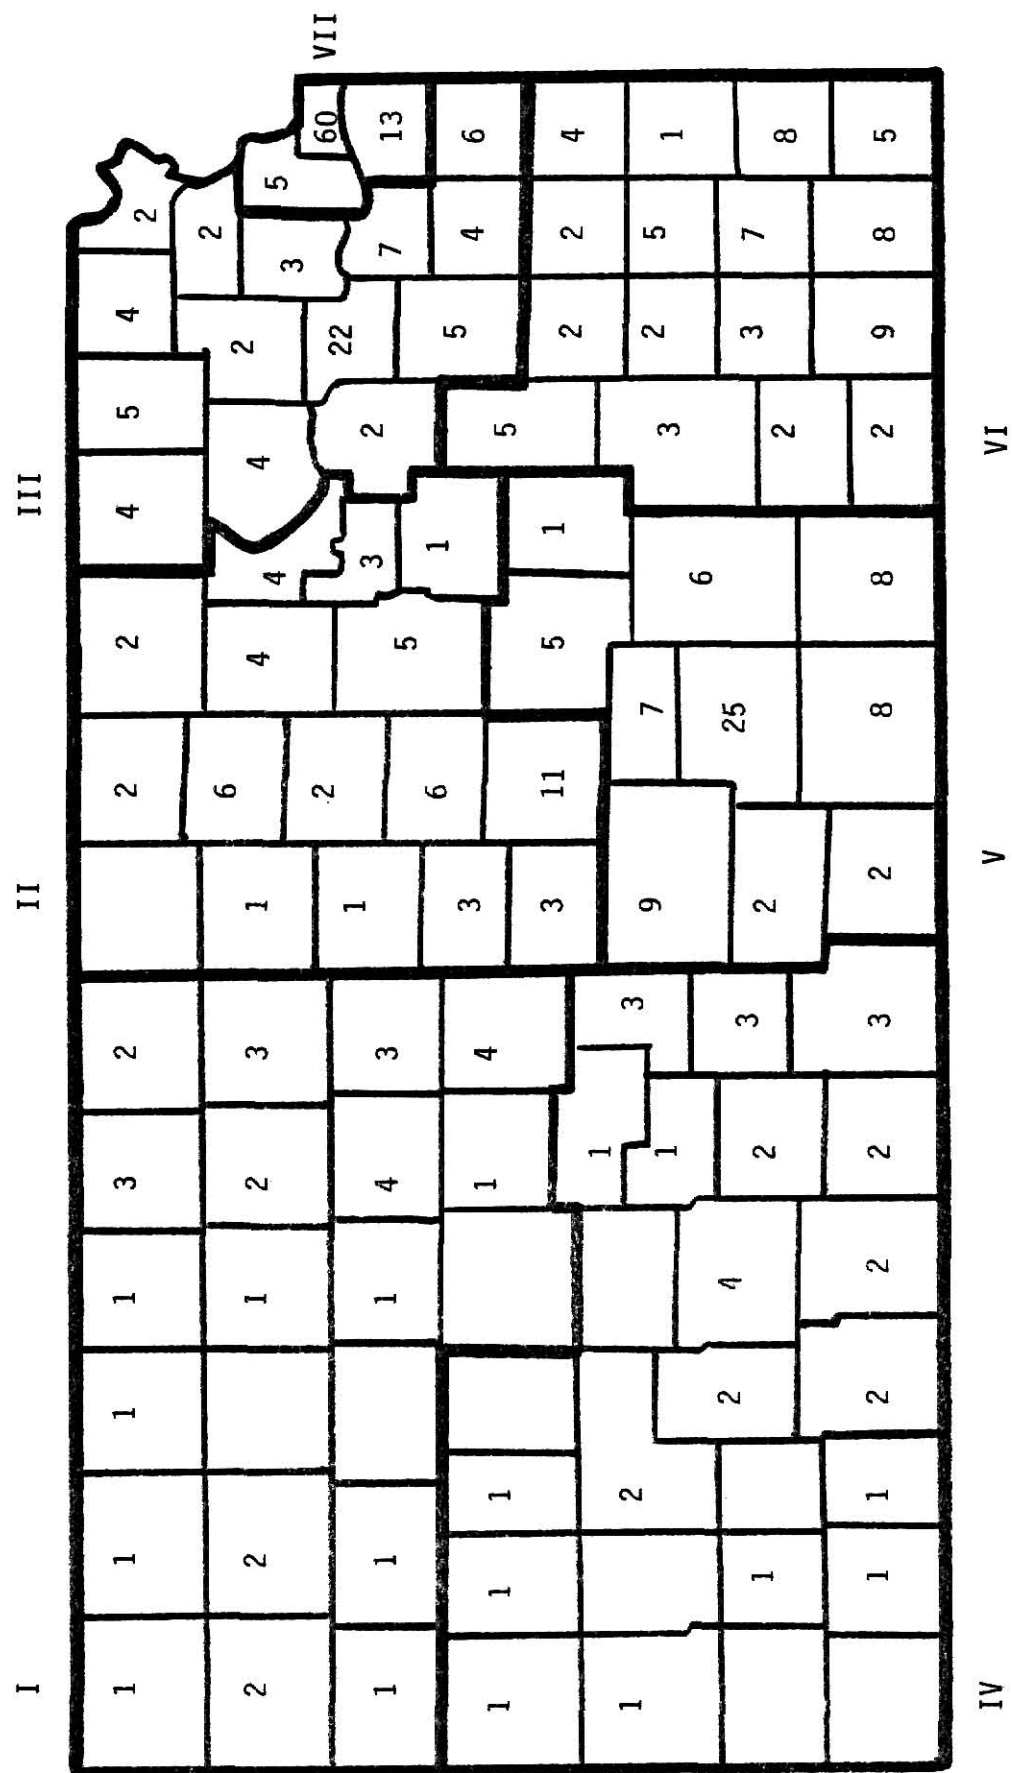 I II III
1 1 1 1 3 2 2 2 4 5 4 2
2 2 1 2 3 1 6 4 4 4 2 2
3 5 VII
60
1 1 1 4 3 1 2 5 3 2 22 7 13
1 1 1 1 4 3 6 1 5 4 6
3 11 5 1 5 2 2 4
1 2 1 1 3 9 7 6 3 2 5 1
1 2 4 2 3 2 25 2 3 7 8
1 1 2 2 2 3 2 8 8 2 9 8 5
IV V VI